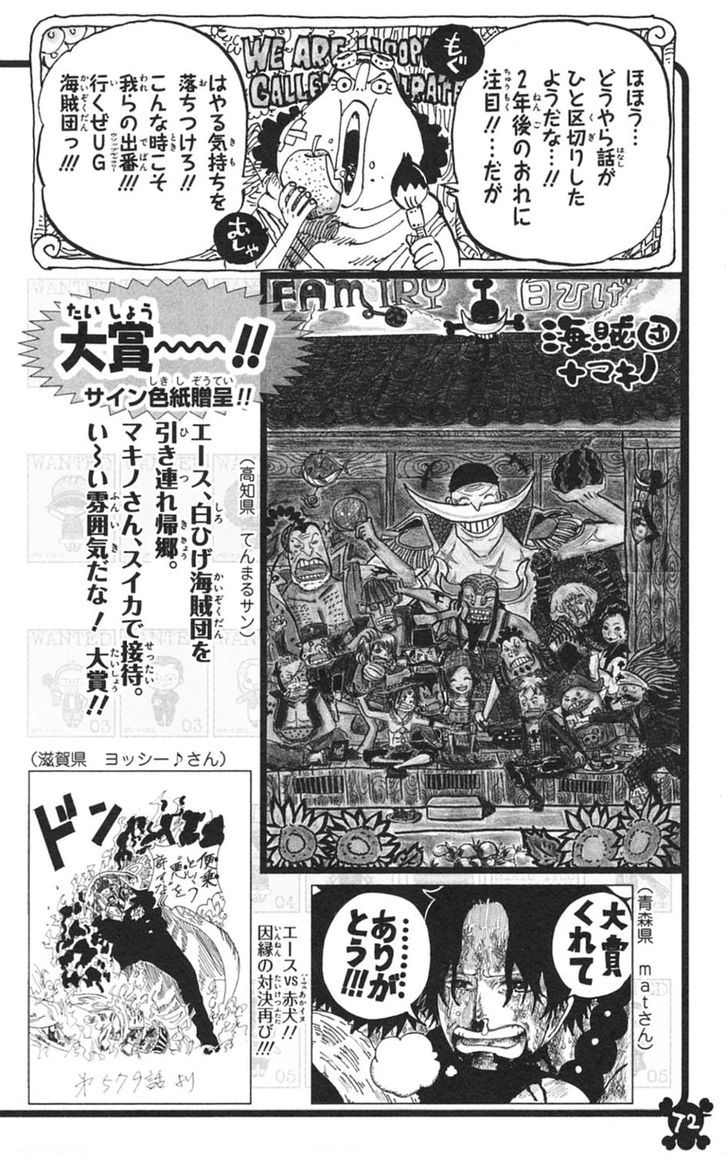 WE ARE USOPP
CALLERY PIRATE
ほほう…
どうやら話が
ひと区切りした
ようだな…!!
2年後のおれに
注目!!…だが
もぐ
はやる気持ちを
落ちつけろ!!
こんな時こそ
我らの出番!!!
行くぜUG
海賊団っ!!!
むしゃ
大賞〜〜!!
サイン色紙贈呈!!
FAMIRY 白ひげ
海賊団
+マキノ
(高知県 てんまるサン)
エース、白ひげ海賊団を
引き連れ帰郷。
マキノさん、スイカで接待。
い〜い雰囲気だな! 大賞!!
(滋賀県 ヨッシー♪さん)
ドン
第579話より
エースVS赤犬!!
因縁の対決再び!!!
(青森県 matさん)
大賞
くれて
……
ありが
とう!!!
72